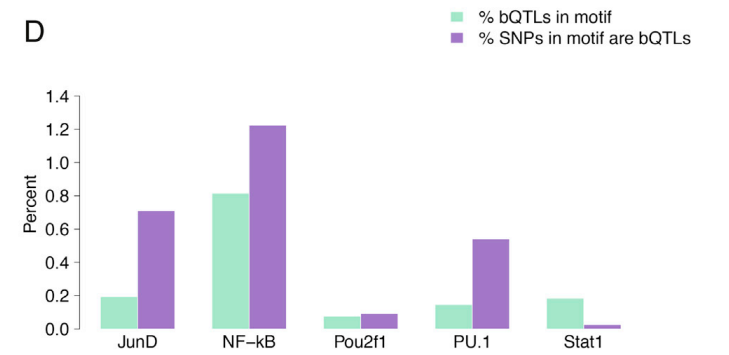 D
% bQTLs in motif
% SNPs in motif are bQTLs
Percent
1.4
1.2
1.0
0.8
0.6
0.4
0.2
0.0
JunD NF−kB Pou2f1 PU.1 Stat1